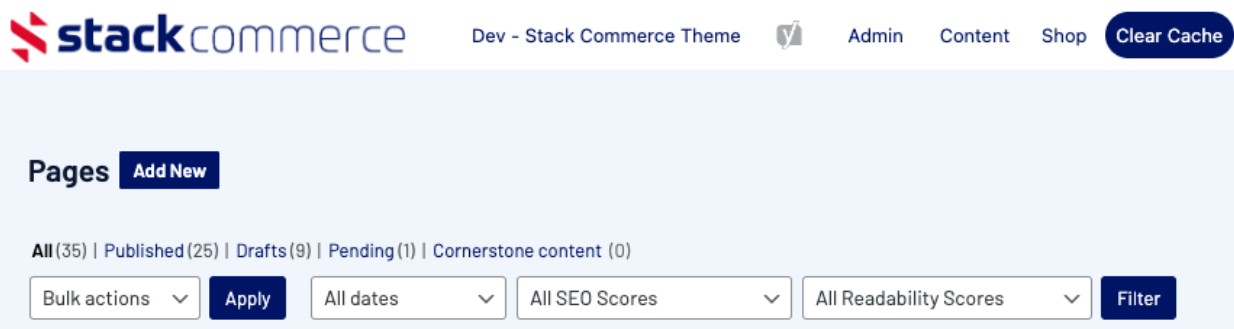 stackcommerce Dev - Stack Commerce Theme y Admin Content Shop Clear Cache
Pages Add New
All (35) | Published (25) | Drafts (9) | Pending (1) | Cornerstone content (0)
Bulk actions Apply All dates All SEO Scores All Readability Scores Filter